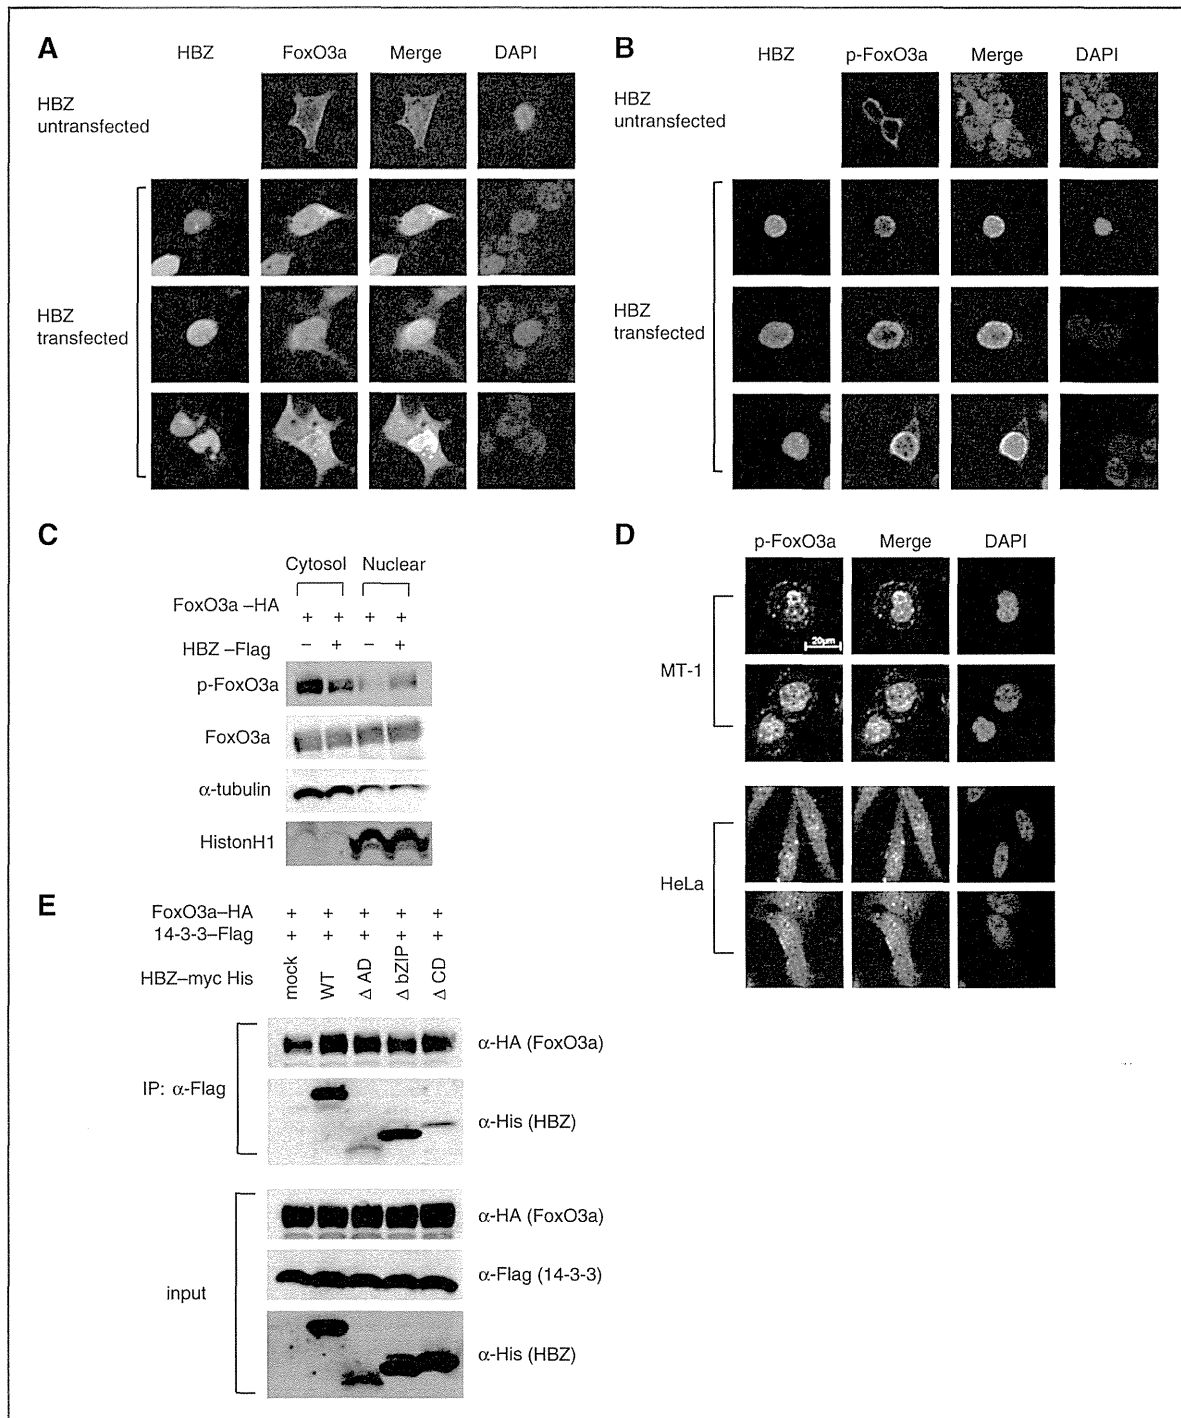 A
HBZ FoxO3a Merge DAPI
HBZ
untransfected
HBZ
transfected
B
HBZ p-FoxO3a Merge DAPI
HBZ
untransfected
HBZ
transfected
C
Cytosol Nuclear
FoxO3a –HA + + + +
HBZ –Flag – + – +
p-FoxO3a
FoxO3a
α-tubulin
HistonH1
D
p-FoxO3a Merge DAPI
20μm
MT-1
HeLa
E
FoxO3a–HA + + + + +
14-3-3–Flag + + + + +
HBZ–myc His mock WT Δ AD Δ bZIP Δ CD
IP: α-Flag
α-HA (FoxO3a)
α-His (HBZ)
input
α-HA (FoxO3a)
α-Flag (14-3-3)
α-His (HBZ)